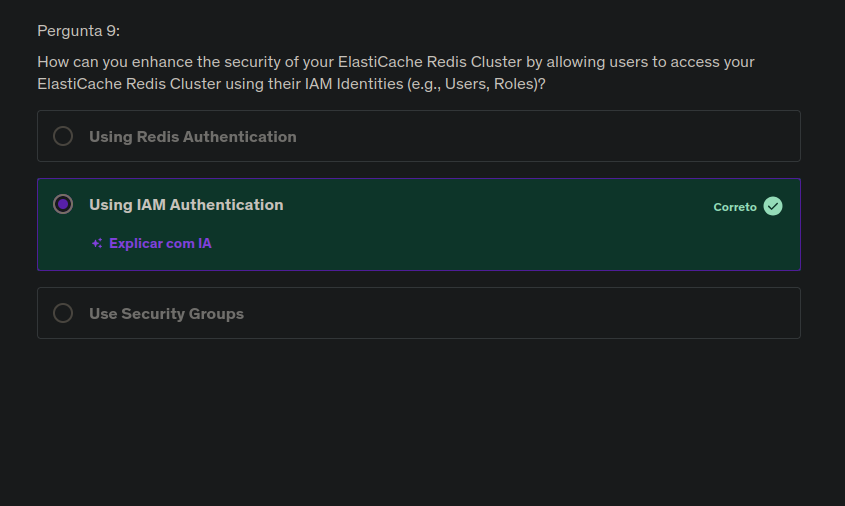 Pergunta 9:
How can you enhance the security of your ElastiCache Redis Cluster by allowing users to access your
ElastiCache Redis Cluster using their IAM Identities (e.g., Users, Roles)?
Using Redis Authentication
Using IAM Authentication
Correto
Explicar com IA
Use Security Groups